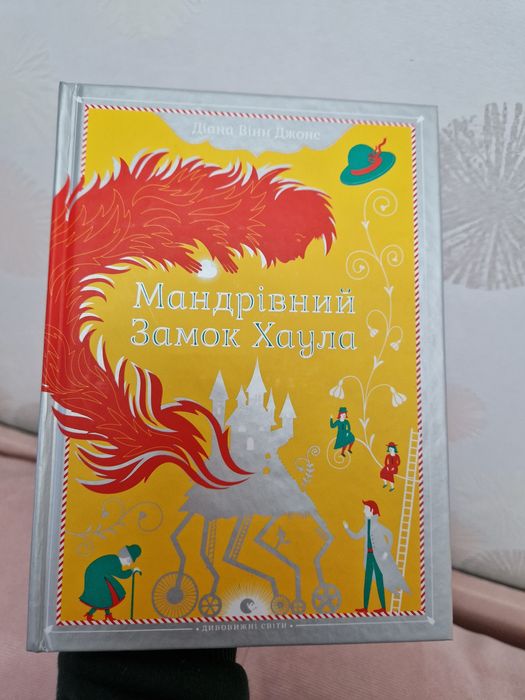 Діана Вінн Джонс
Мандрівний
Замок Хаула
ДИВОВИЖНІ СВІТИ